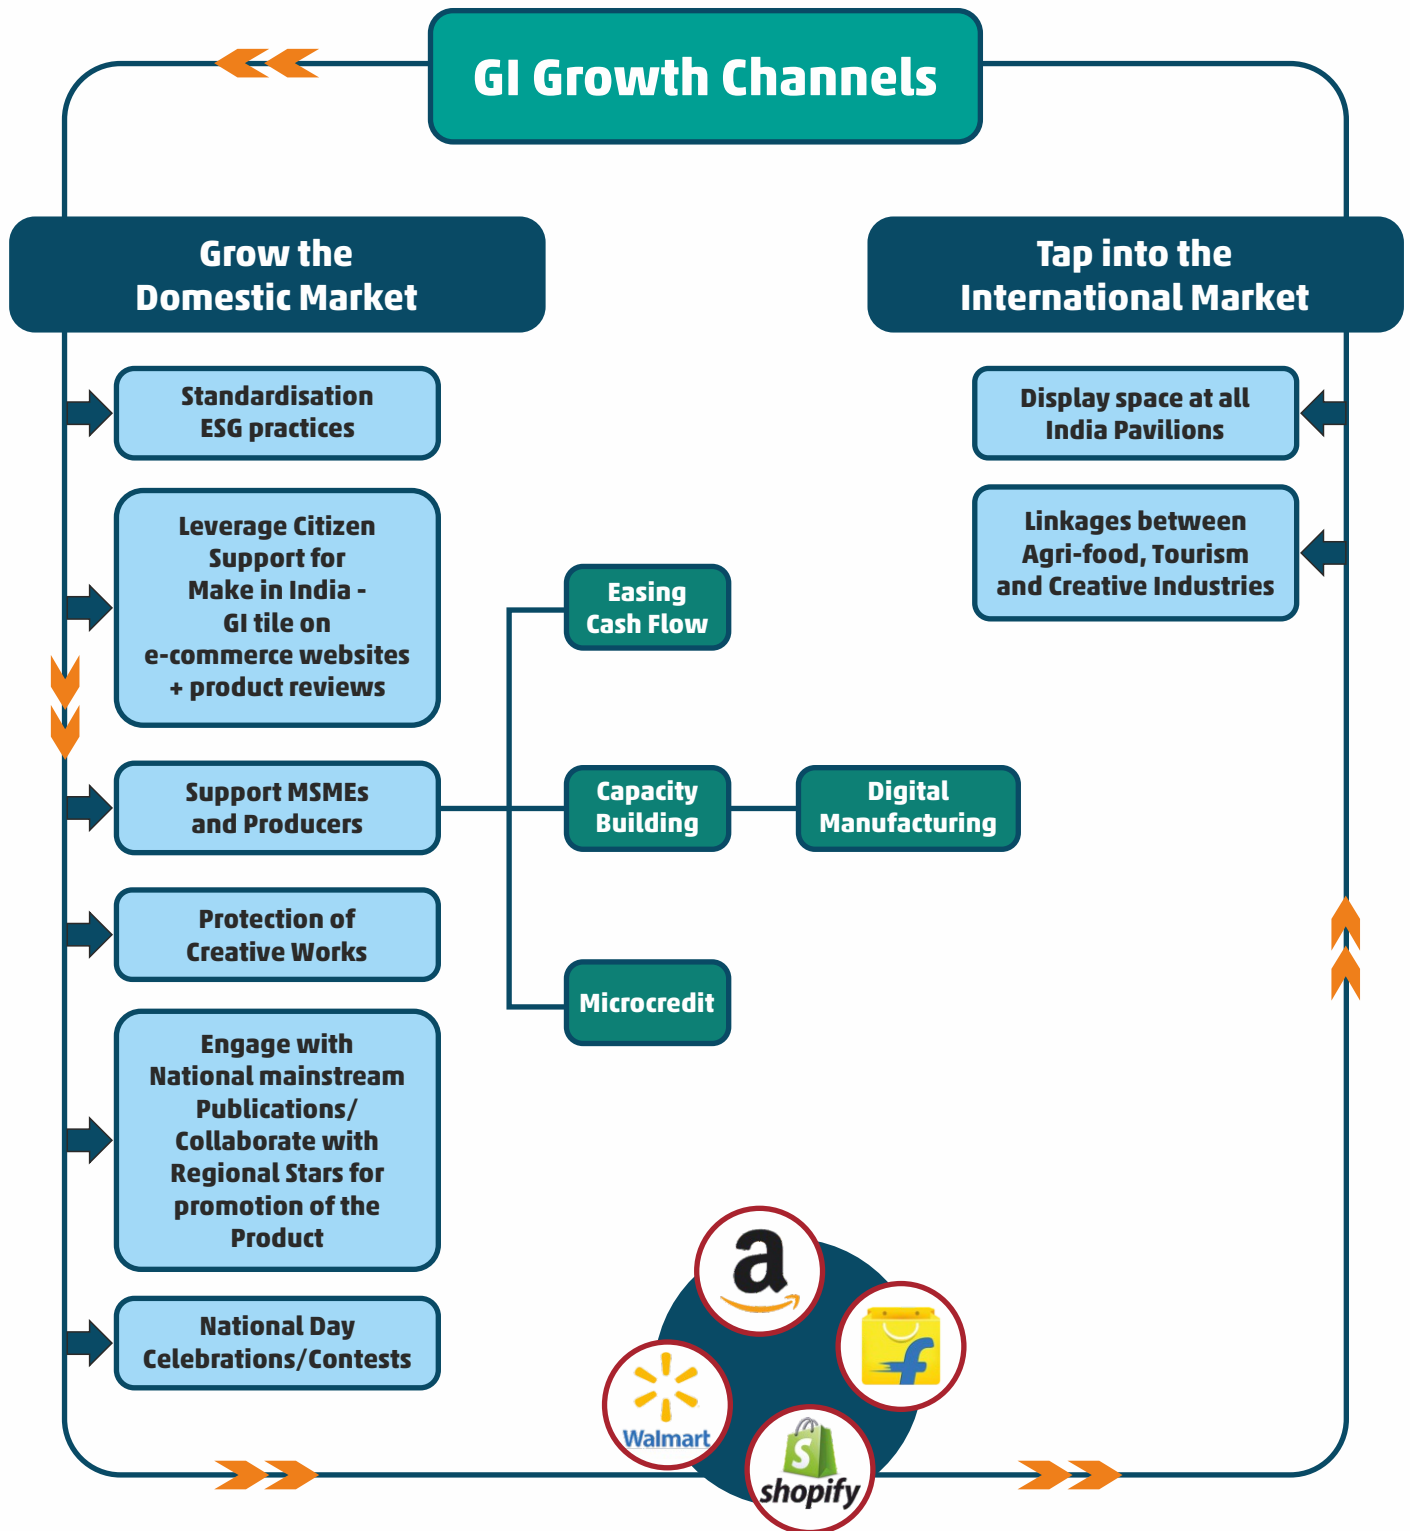 GI Growth Channels
Grow the
Domestic Market
Standardisation
ESG practices
Leverage Citizen
Support for
Make in India -
GI tile on
e-commerce websites
+ product reviews
Support MSMEs
and Producers
Protection of
Creative Works
Engage with
National mainstream
Publications/
Collaborate with
Regional Stars for
promotion of the
Product
National Day
Celebrations/Contests
Easing
Cash Flow
Capacity
Building
Digital
Manufacturing
Microcredit
Tap into the
International Market
Display space at all
India Pavilions
Linkages between
Agri-food, Tourism
and Creative Industries
a
f
Walmart
S
shopify